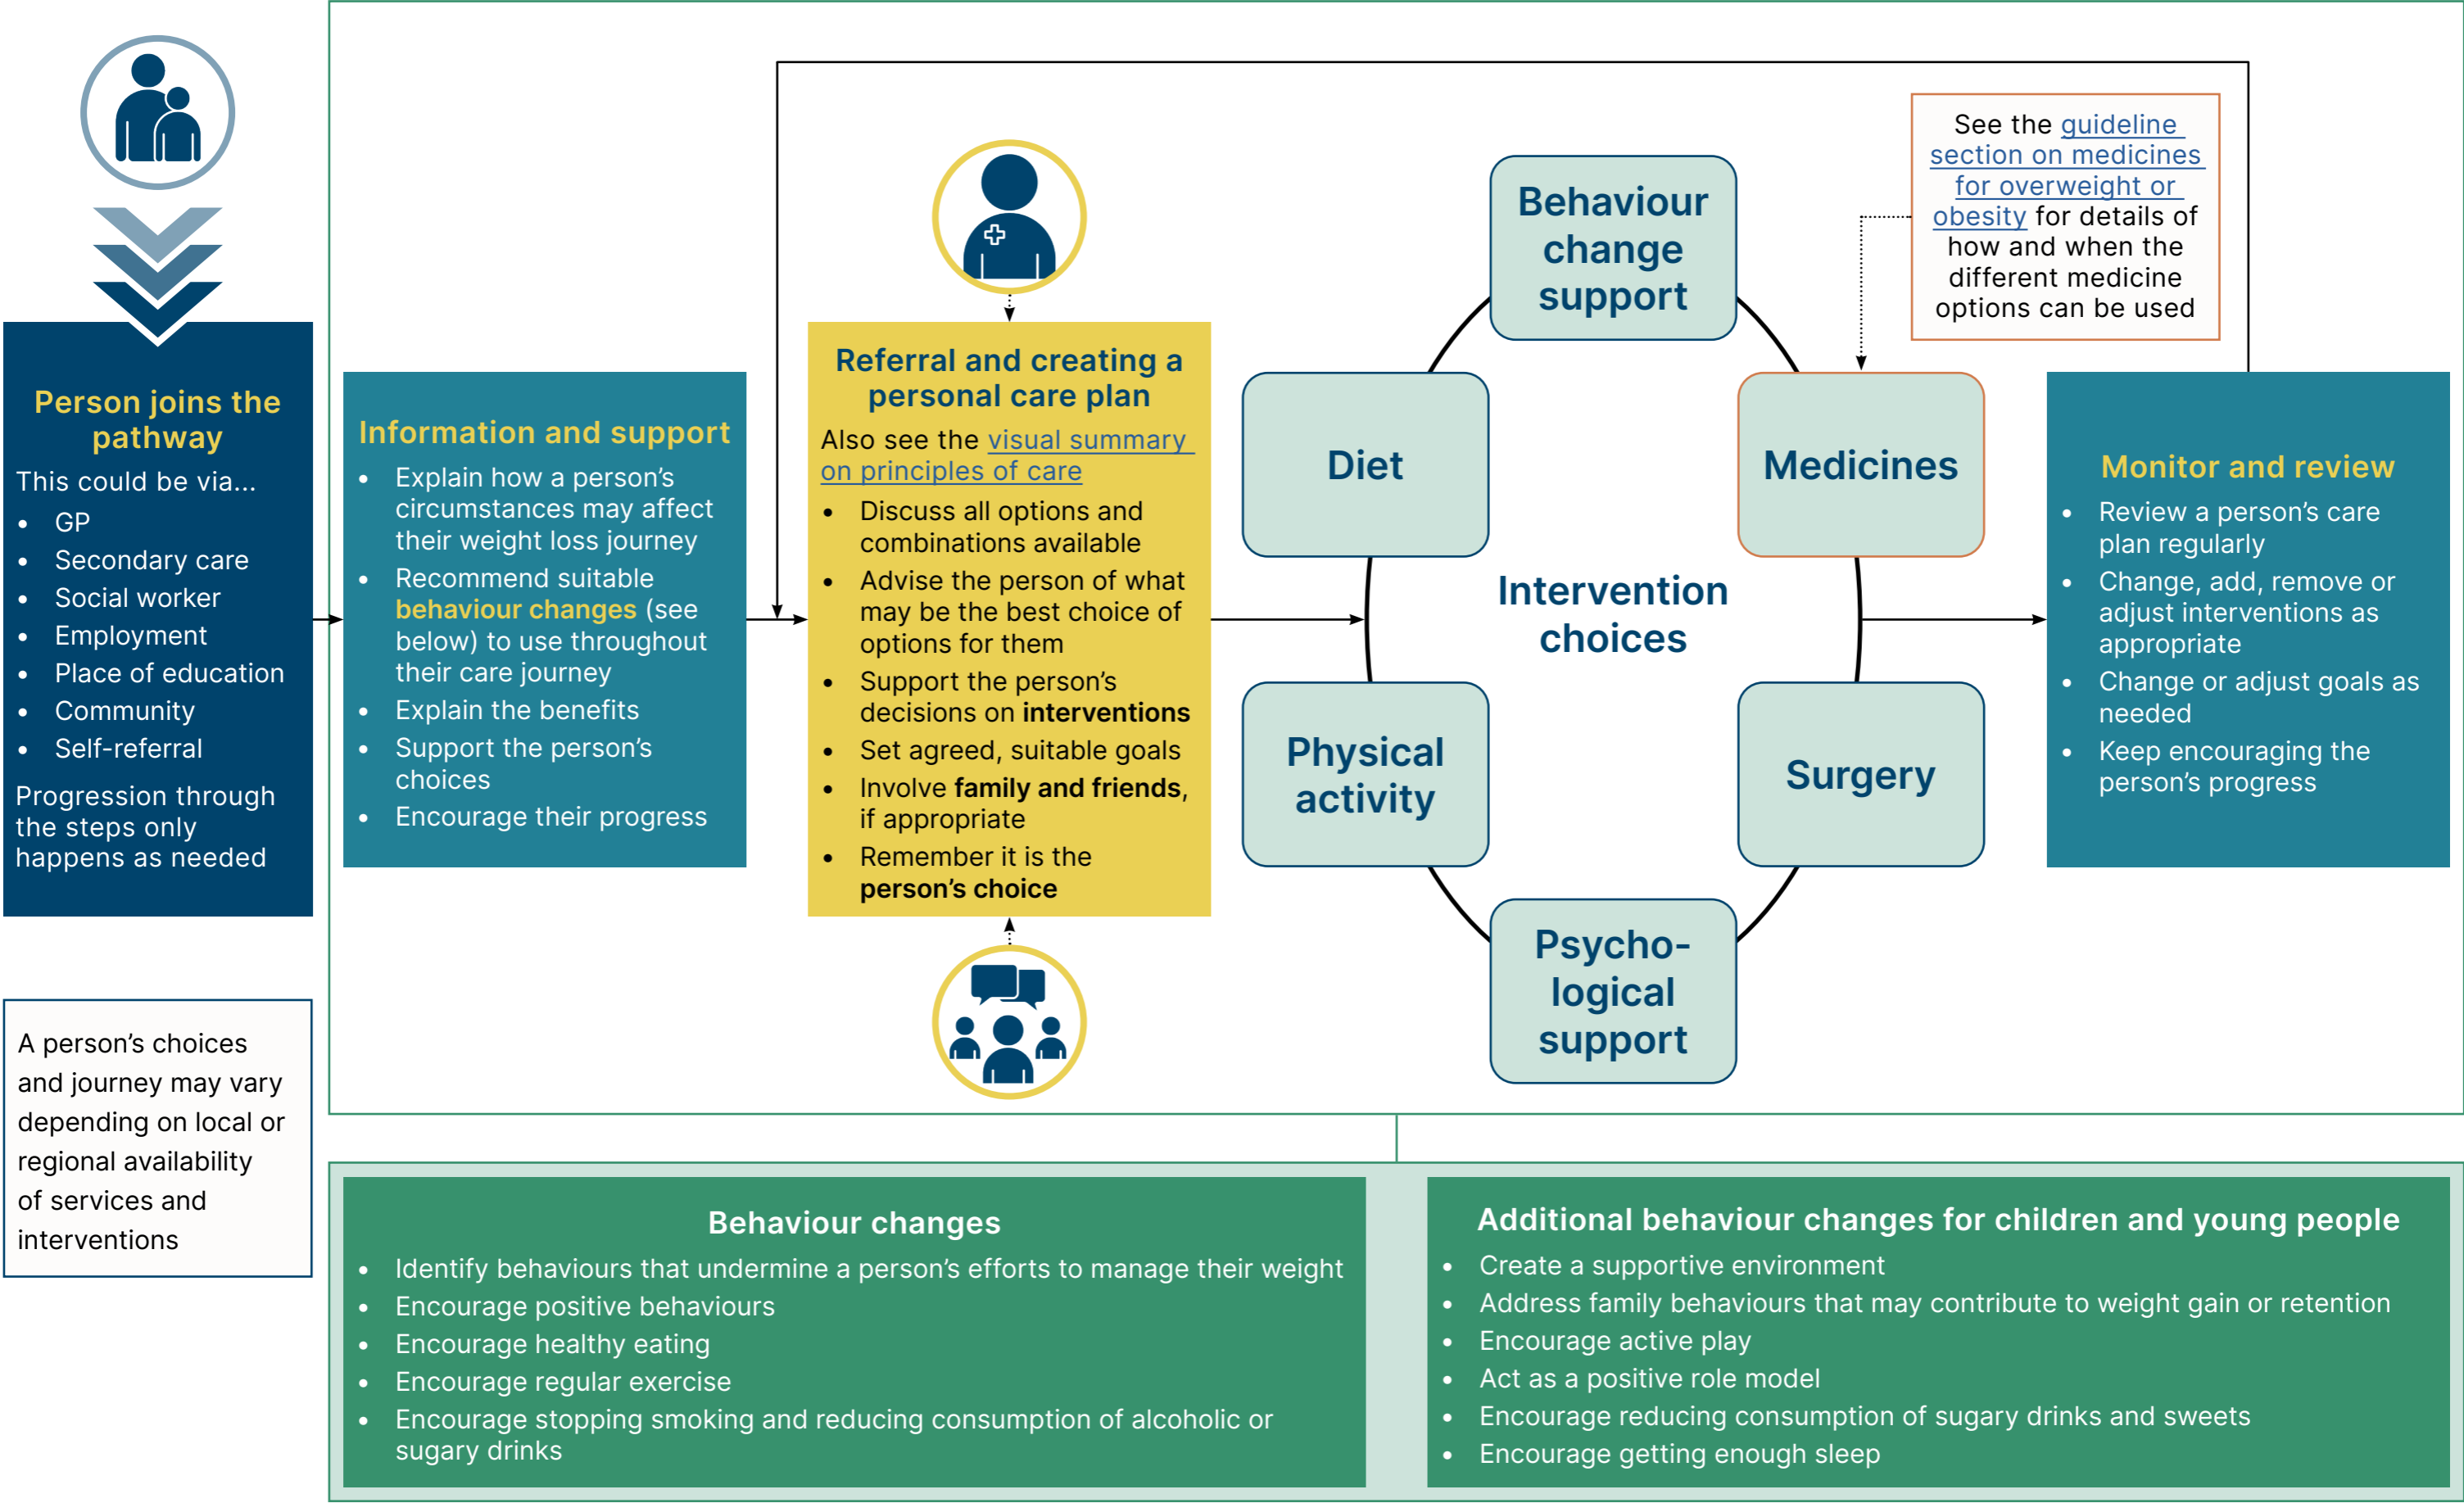 Person joins the
pathway
This could be via...
• GP
• Secondary care
• Social worker
• Employment
• Place of education
• Community
• Self-referral
Progression through
the steps only
happens as needed
A person’s choices
and journey may vary
depending on local or
regional availability
of services and
interventions
Information and support
• Explain how a person’s
circumstances may affect
their weight loss journey
• Recommend suitable
behaviour changes (see
below) to use throughout
their care journey
• Explain the benefits
• Support the person’s
choices
• Encourage their progress
Referral and creating a
personal care plan
Also see the visual summary
on principles of care
• Discuss all options and
combinations available
• Advise the person of what
may be the best choice of
options for them
• Support the person’s
decisions on interventions
• Set agreed, suitable goals
• Involve family and friends,
if appropriate
• Remember it is the
person’s choice
Intervention
choices
Behaviour
change
support
Diet
Medicines
Physical
activity
Surgery
Psycho-
logical
support
See the guideline
section on medicines
for overweight or
obesity for details of
how and when the
different medicine
options can be used
Monitor and review
• Review a person’s care
plan regularly
• Change, add, remove or
adjust interventions as
appropriate
• Change or adjust goals as
needed
• Keep encouraging the
person’s progress
Behaviour changes
• Identify behaviours that undermine a person’s efforts to manage their weight
• Encourage positive behaviours
• Encourage healthy eating
• Encourage regular exercise
• Encourage stopping smoking and reducing consumption of alcoholic or
sugary drinks
Additional behaviour changes for children and young people
• Create a supportive environment
• Address family behaviours that may contribute to weight gain or retention
• Encourage active play
• Act as a positive role model
• Encourage reducing consumption of sugary drinks and sweets
• Encourage getting enough sleep